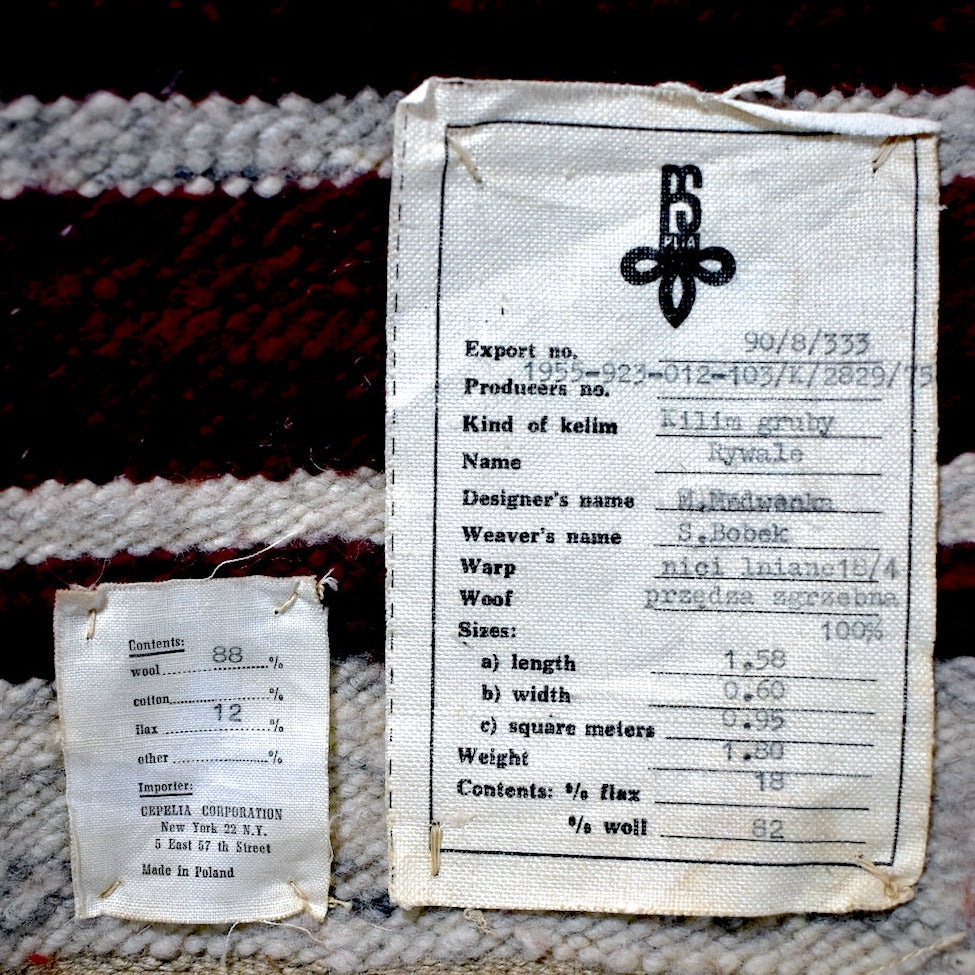 PLiA
Export no. 90/8/333
Producers no. 1955-923-012-103/K/2829/75
Kind of kelim Kilim gruby
Name Rywale
Designer's name
Weaver's name S.Bobek
Warp nici lniane18/4
Woof przędza zgrzebna
Sizes: 100%
a) length 1.58
b) width 0.60
c) square meters 0.95
Weight 1.80
Contents: % flax 18
% woll 82
Contents:
wool 88 %
cotton %
flax 12 %
other %
Importer:
CEPELIA CORPORATION
New York 22 N.Y.
5 East 57 th Street
Made in Poland